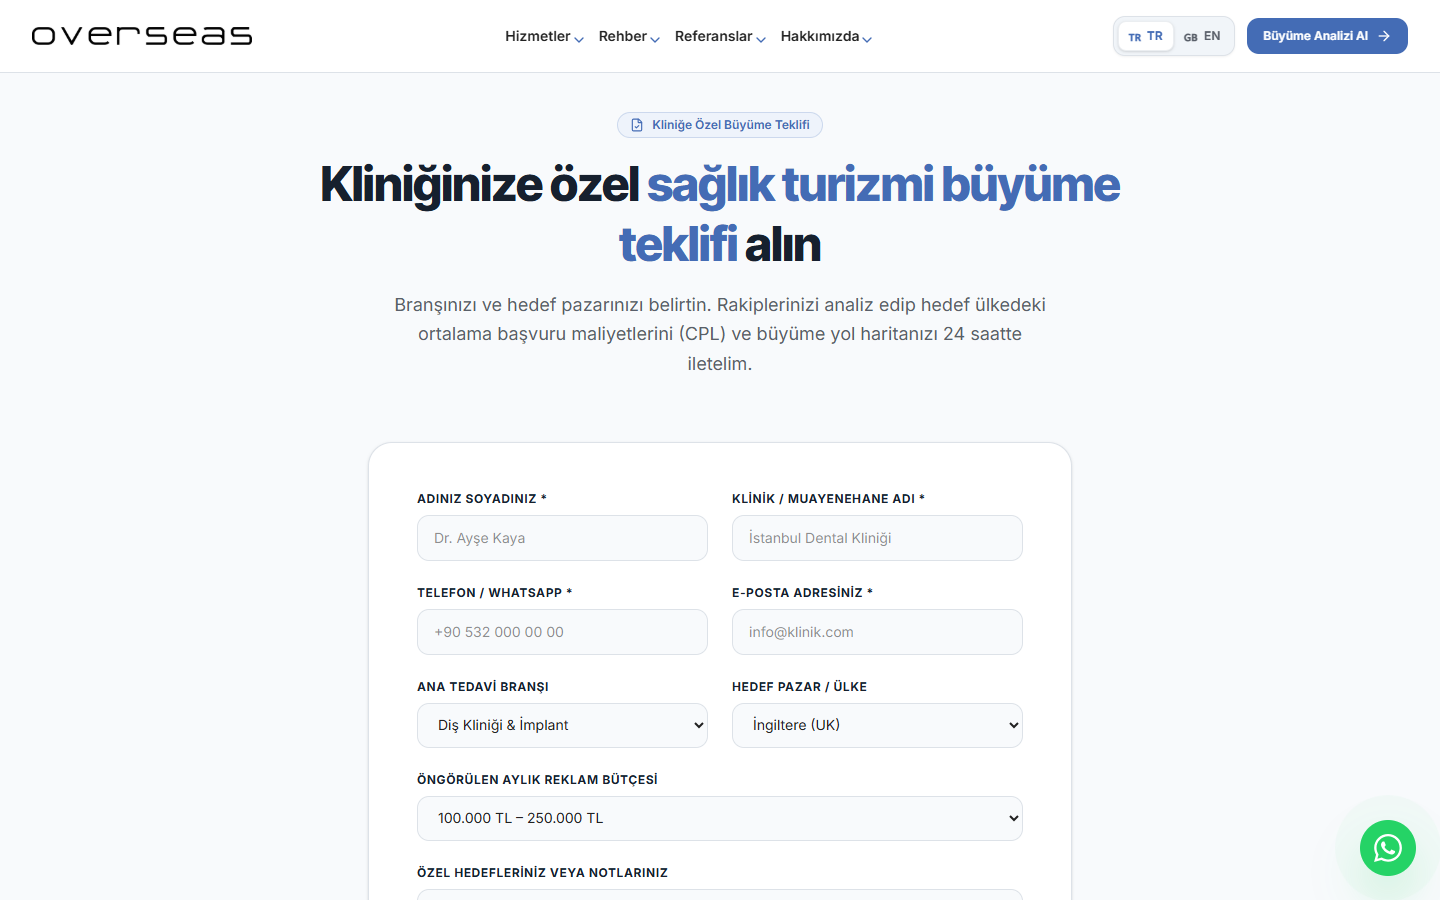 overseas
Hizmetler
Rehber
Referanslar
Hakkımızda
TR TR
GB EN
Büyüme Analizi AI
Kliniğe Özel Büyüme Teklifi
Kliniğinize özel sağlık turizmi büyüme
teklifi alın
Branşınızı ve hedef pazarınızı belirtin. Rakiplerinizi analiz edip hedef ülkedeki
ortalama başvuru maliyetlerini (CPL) ve büyüme yol haritanızı 24 saatte
iletelim.
ADINIZ SOYADINIZ *
KLİNİK / MUAYENEHANE ADI *
Dr. Ayşe Kaya
İstanbul Dental Kliniği
TELEFON / WHATSAPP *
E-POSTA ADRESİNİZ *
+90 532 000 00 00
info@klinik.com
ANA TEDAVİ BRANŞI
HEDEF PAZAR / ÜLKE
Diş Kliniği & İmplant
İngiltere (UK)
ÖNGÖRÜLEN AYLIK REKLAM BÜTÇESİ
100.000 TL – 250.000 TL
ÖZEL HEDEFLERİNİZ VEYA NOTLARINIZ